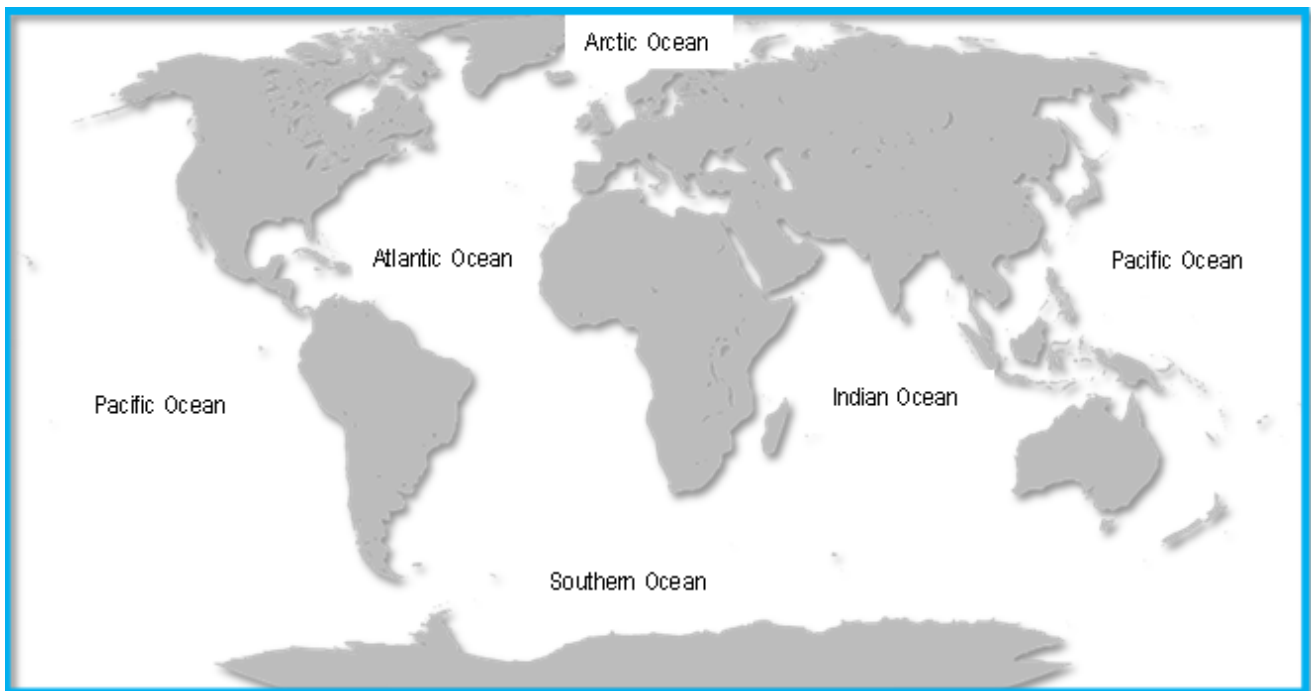 Arctic Ocean
Atlantic Ocean
Pacific Ocean
Pacific Ocean
Indian Ocean
Southern Ocean